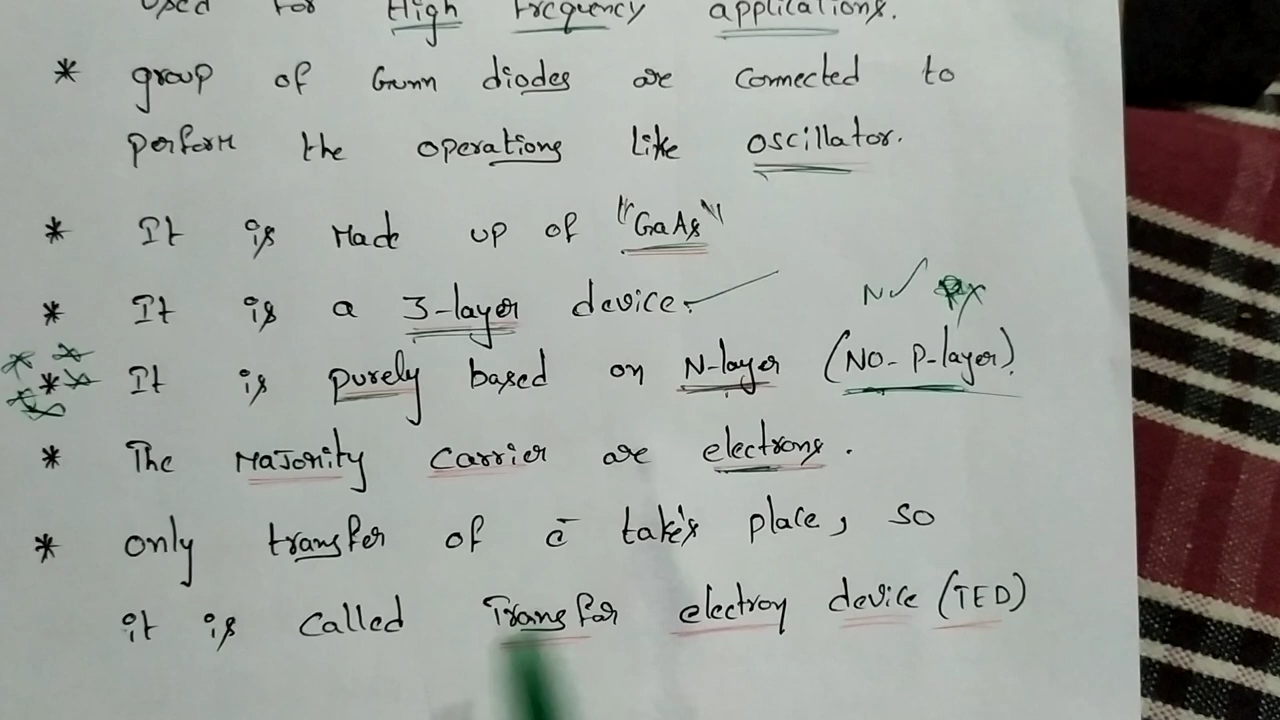 Used for High Frequency applications.
* group of Gunn diodes are connected to
perform the operations like oscillator.
* It is Made up of "GaAs"
* It is a 3-layer device.
N✓ Px
* It is purely based on N-layer (NO-P-layer).
* The Majority Carrier are electrons.
* only transfer of e- takes place, so
it is called Transfer electron device (TED)